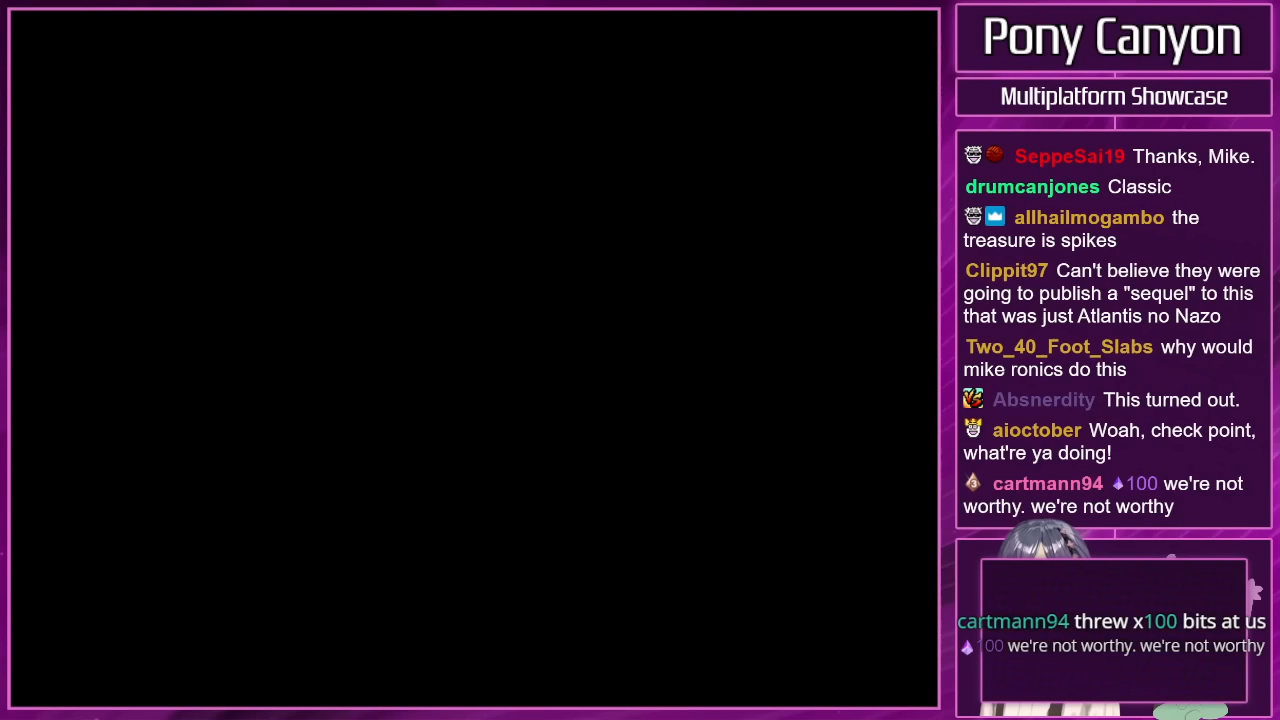 Pony Canyon
Multiplatform Showcase
SeppeSai19 Thanks, Mike.
drumcanjones Classic
allhailmogambo the
treasure is spikes
Clippit97 Can't believe they were
going to publish a "sequel" to this
that was just Atlantis no Nazo
Two_40_Foot_Slabs why would
mike ronics do this
Absnerdity This turned out.
aioctober Woah, check point,
what're ya doing!
cartmann94 100 we're not
worthy. we're not worthy
cartmann94 threw x100 bits at us
100 we're not worthy. we're not worthy